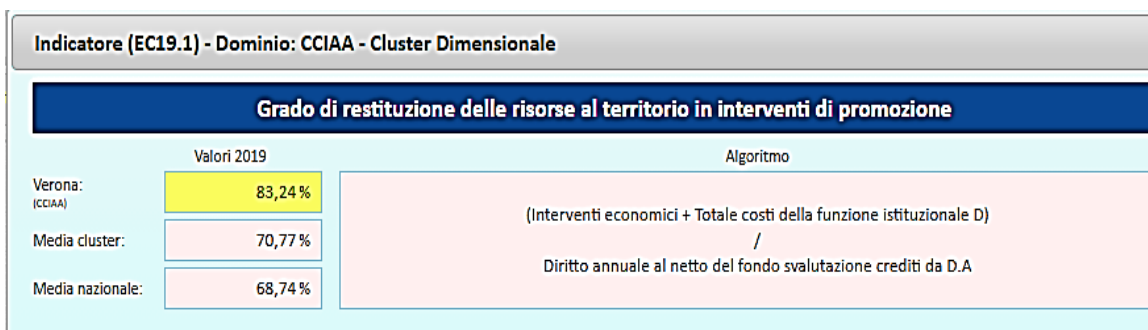 Indicatore (EC19.1) - Dominio: CCIAA - Cluster Dimensionale
Grado di restituzione delle risorse al territorio in interventi di promozione
Valori 2019
Algoritmo
Verona:
(CCIAA)
83,24%
(Interventi economici + Totale costi della funzione istituzionale D)
Media cluster:
70,77%
/
Diritto annuale al netto del fondo svalutazione crediti da D.A
Media nazionale:
68,74%